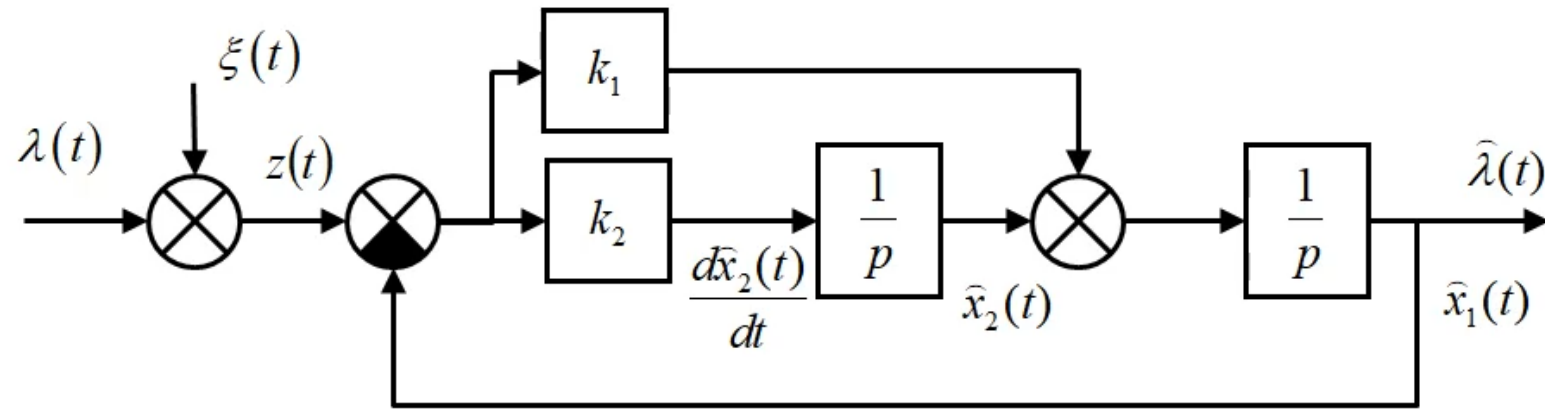 ξ(t)
λ(t)
z(t)
k₁
k₂
dx̂₂(t)/dt
1/p
x̂₂(t)
1/p
λ̂(t)
x̂₁(t)